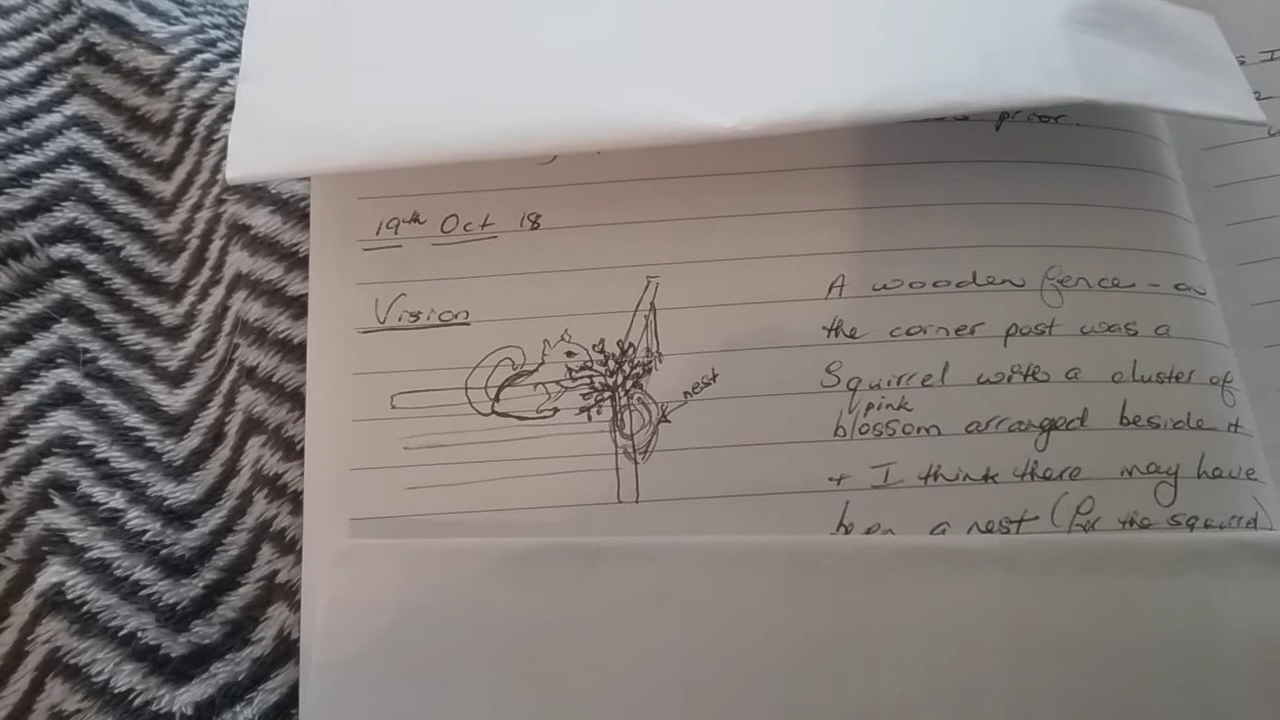 prior.
19th Oct 18
Vision
nest
A wooden fence - on
the corner post was a
Squirrel with a cluster of
pink
blossom arranged beside it
+ I think there may have
been a nest (for the squirrel)